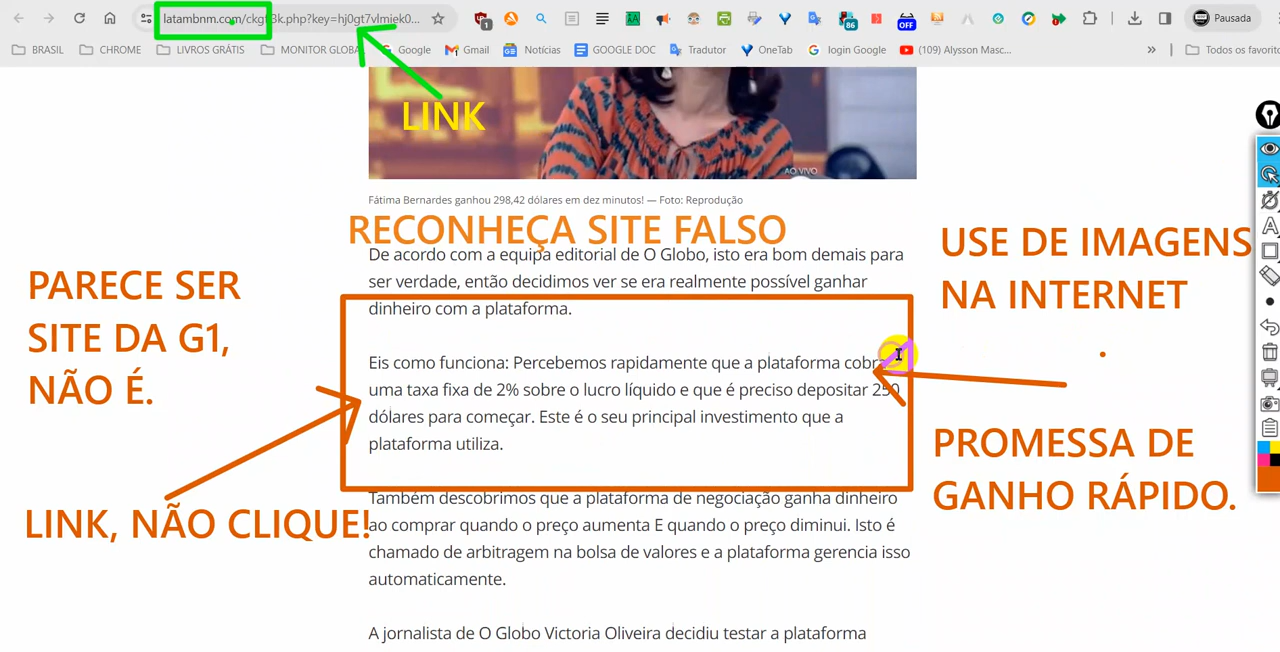 latambnm.com/ckgt3k.php?key=hj0gt7vlmiek0...
1
86
OFF
Pausada
BRASIL
CHROME
LIVROS GRÁTIS
MONITOR GLOBA
Google
Gmail
Notícias
GOOGLE DOC
Tradutor
OneTab
login Google
(109) Alysson Masc...
»
Todos os favorito
LINK
AO VIVO
Fátima Bernardes ganhou 298,42 dólares em dez minutos! — Foto: Reprodução
RECONHEÇA SITE FALSO
De acordo com a equipa editorial de O Globo, isto era bom demais para
ser verdade, então decidimos ver se era realmente possível ganhar
dinheiro com a plataforma.
Eis como funciona: Percebemos rapidamente que a plataforma cobra
uma taxa fixa de 2% sobre o lucro líquido e que é preciso depositar 250
dólares para começar. Este é o seu principal investimento que a
plataforma utiliza.
Também descobrimos que a plataforma de negociação ganha dinheiro
ao comprar quando o preço aumenta E quando o preço diminui. Isto é
chamado de arbitragem na bolsa de valores e a plataforma gerencia isso
automaticamente.
A jornalista de O Globo Victoria Oliveira decidiu testar a plataforma
PARECE SER
SITE DA G1,
NÃO É.
LINK, NÃO CLIQUE!
USE DE IMAGENS
NA INTERNET
.
PROMESSA DE
GANHO RÁPIDO.